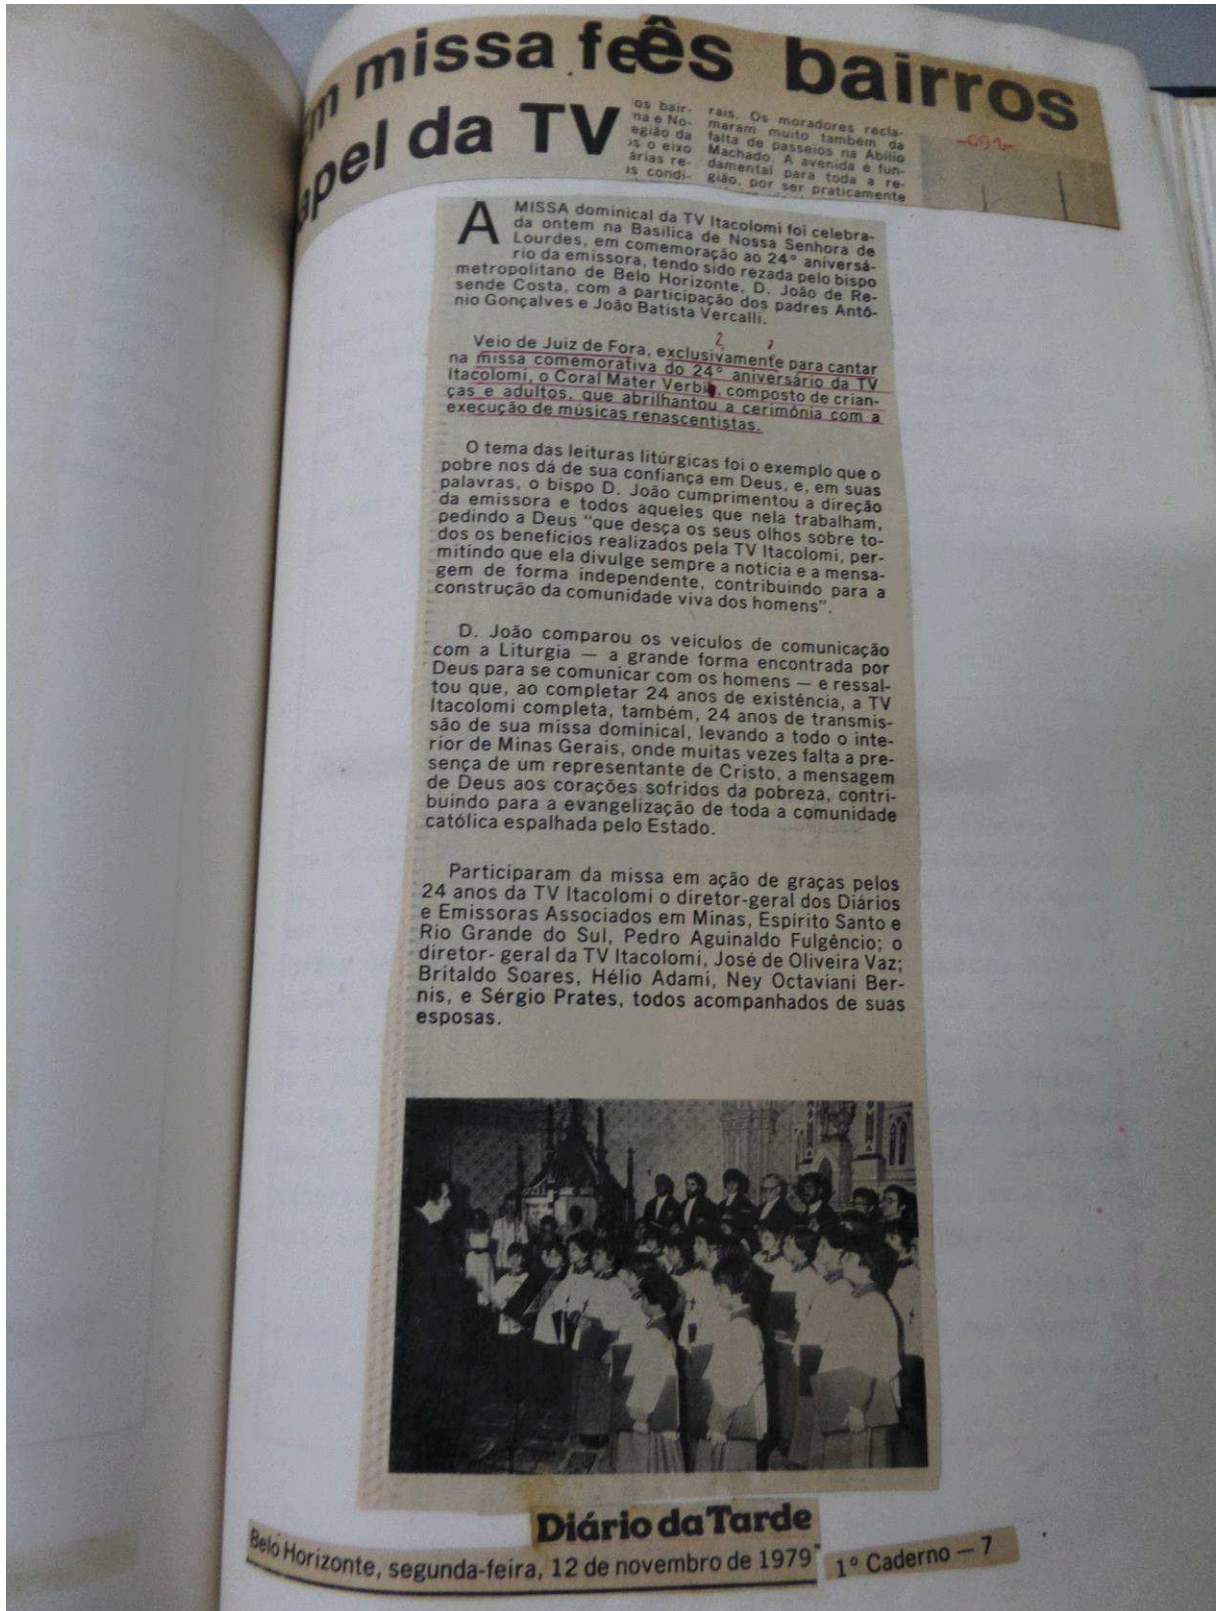 m missa fe
ês bairros
apel da TV
os bair-
na e No-
egião da
os o eixo
árias re-
is condi-
rais. Os moradores recla-
maram muito também da
falta de passeios na Abílio
Machado. A avenida é fun-
damental para toda a re-
gião, por ser praticamente
-092-
A MISSA dominical da TV Itacolomi foi celebra-
da ontem na Basílica de Nossa Senhora de
Lourdes, em comemoração ao 24° aniversá-
rio da emissora, tendo sido rezada pelo bispo
metropolitano de Belo Horizonte, D. João de Re-
sende Costa, com a participação dos padres Antô-
nio Gonçalves e João Batista Vercalli.
Veio de Juiz de Fora, exclusivamente para cantar
na missa comemorativa do 24° aniversário da TV
Itacolomi, o Coral Mater Verbi, composto de crian-
ças e adultos, que abrilhantou a cerimônia com a
execução de músicas renascentistas.
O tema das leituras litúrgicas foi o exemplo que o
pobre nos dá de sua confiança em Deus, e, em suas
palavras, o bispo D. João cumprimentou a direção
da emissora e todos aqueles que nela trabalham,
pedindo a Deus "que desça os seus olhos sobre to-
dos os benefícios realizados pela TV Itacolomi, per-
mitindo que ela divulge sempre a notícia e a mensa-
gem de forma independente, contribuindo para a
construção da comunidade viva dos homens".
D. João comparou os veículos de comunicação
com a Liturgia — a grande forma encontrada por
Deus para se comunicar com os homens — e ressal-
tou que, ao completar 24 anos de existência, a TV
Itacolomi completa, também, 24 anos de transmis-
são de sua missa dominical, levando a todo o inte-
rior de Minas Gerais, onde muitas vezes falta a pre-
sença de um representante de Cristo, a mensagem
de Deus aos corações sofridos da pobreza, contri-
buindo para a evangelização de toda a comunidade
católica espalhada pelo Estado.
Participaram da missa em ação de graças pelos
24 anos da TV Itacolomi o diretor-geral dos Diários
e Emissoras Associados em Minas, Espírito Santo e
Rio Grande do Sul, Pedro Aguinaldo Fulgêncio; o
diretor- geral da TV Itacolomi, José de Oliveira Vaz;
Britaldo Soares, Hélio Adami, Ney Octaviani Ber-
nis, e Sérgio Prates, todos acompanhados de suas
esposas.
Diário da Tarde
Belo Horizonte, segunda-feira, 12 de novembro de 1979
1° Caderno — 7